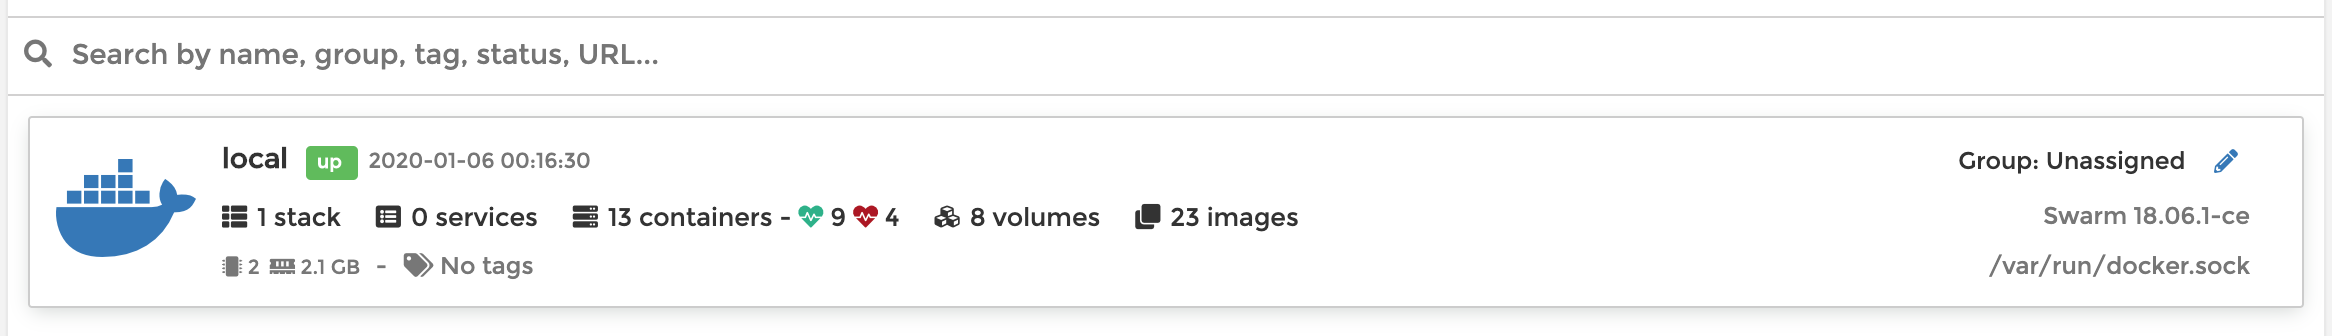 Search by name, group, tag, status, URL...
local up 2020-01-06 00:16:30 Group: Unassigned
1 stack 0 services 13 containers - 9 4 8 volumes 23 images Swarm 18.06.1-ce
2 2.1 GB - No tags /var/run/docker.sock